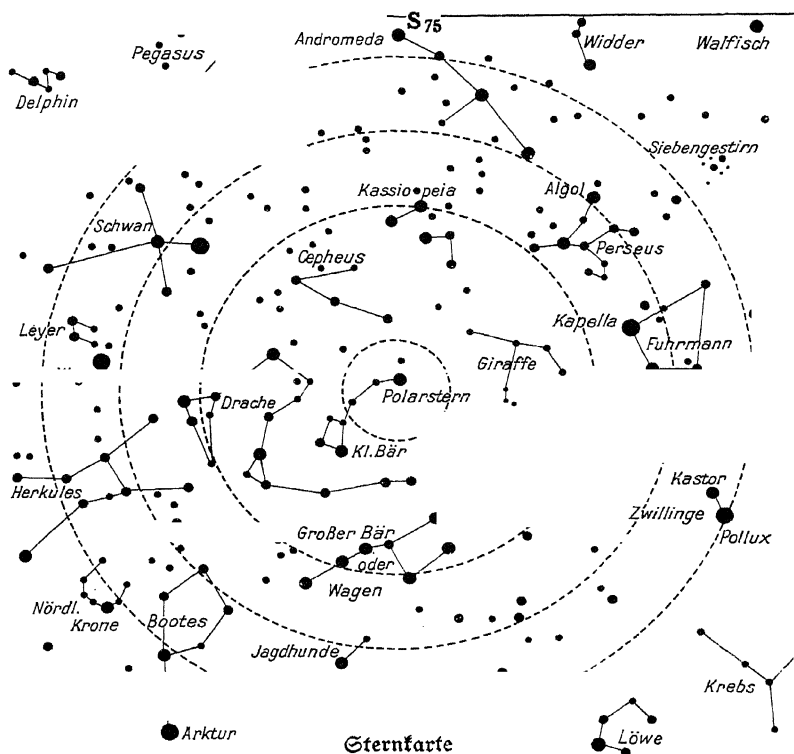 S 75
Andromeda
Widder
Walfisch
Pegasus
Delphin
Siebengestirn
Kassiopeia
Algol
Schwan
Perseus
Cepheus
Leyer
Kapella
Fuhrmann
Giraffe
Drache
Polarstern
Kl. Bär
Herkules
Kastor
Zwillinge
Pollux
Großer Bär
oder
Wagen
Nördl.
Krone
Bootes
Jagdhunde
Krebs
Arktur
Löwe
Sternkarte